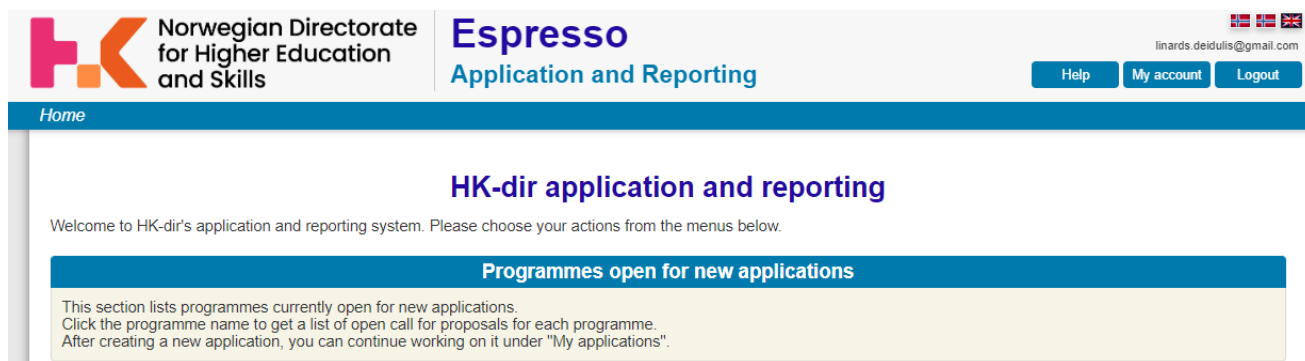 Norwegian Directorate
for Higher Education
and Skills
Espresso
Application and Reporting
linards.deidulis@gmail.com
Help
My account
Logout
Home
HK-dir application and reporting
Welcome to HK-dir's application and reporting system. Please choose your actions from the menus below.
Programmes open for new applications
This section lists programmes currently open for new applications.
Click the programme name to get a list of open call for proposals for each programme.
After creating a new application, you can continue working on it under "My applications".